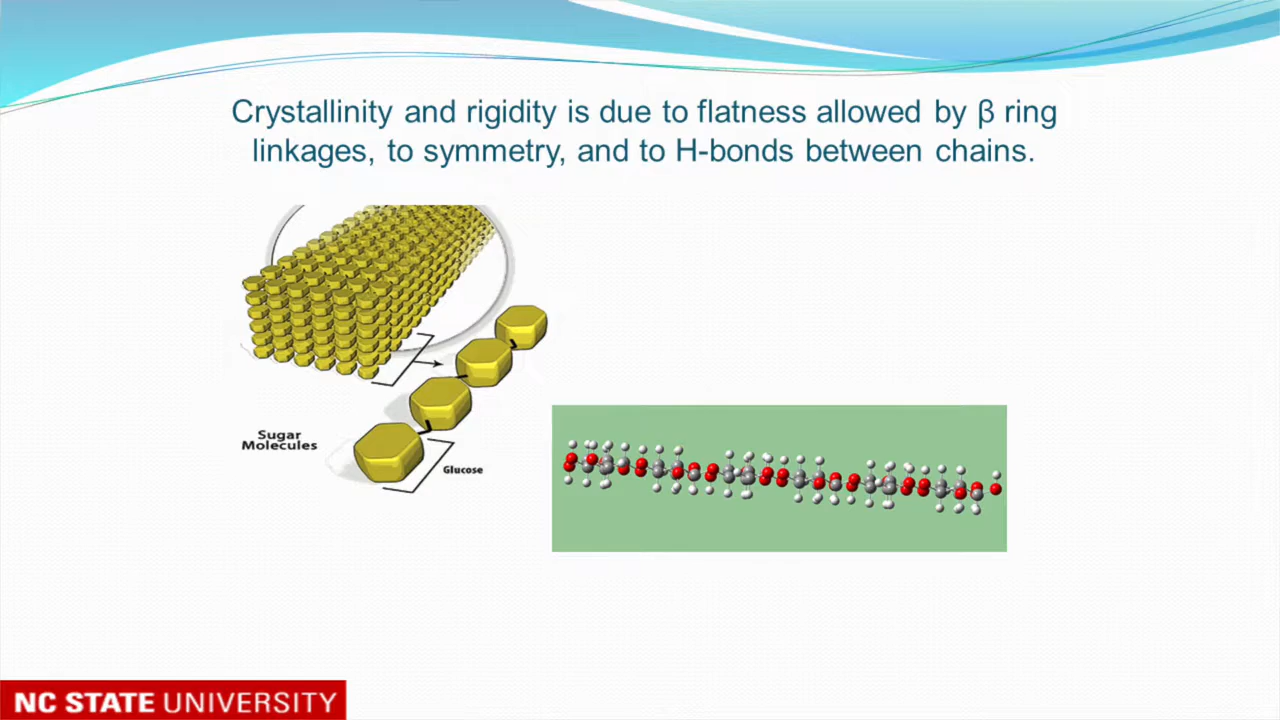 Crystallinity and rigidity is due to flatness allowed by β ring
linkages, to symmetry, and to H-bonds between chains.
Sugar
Molecules
Glucose
NC STATE UNIVERSITY